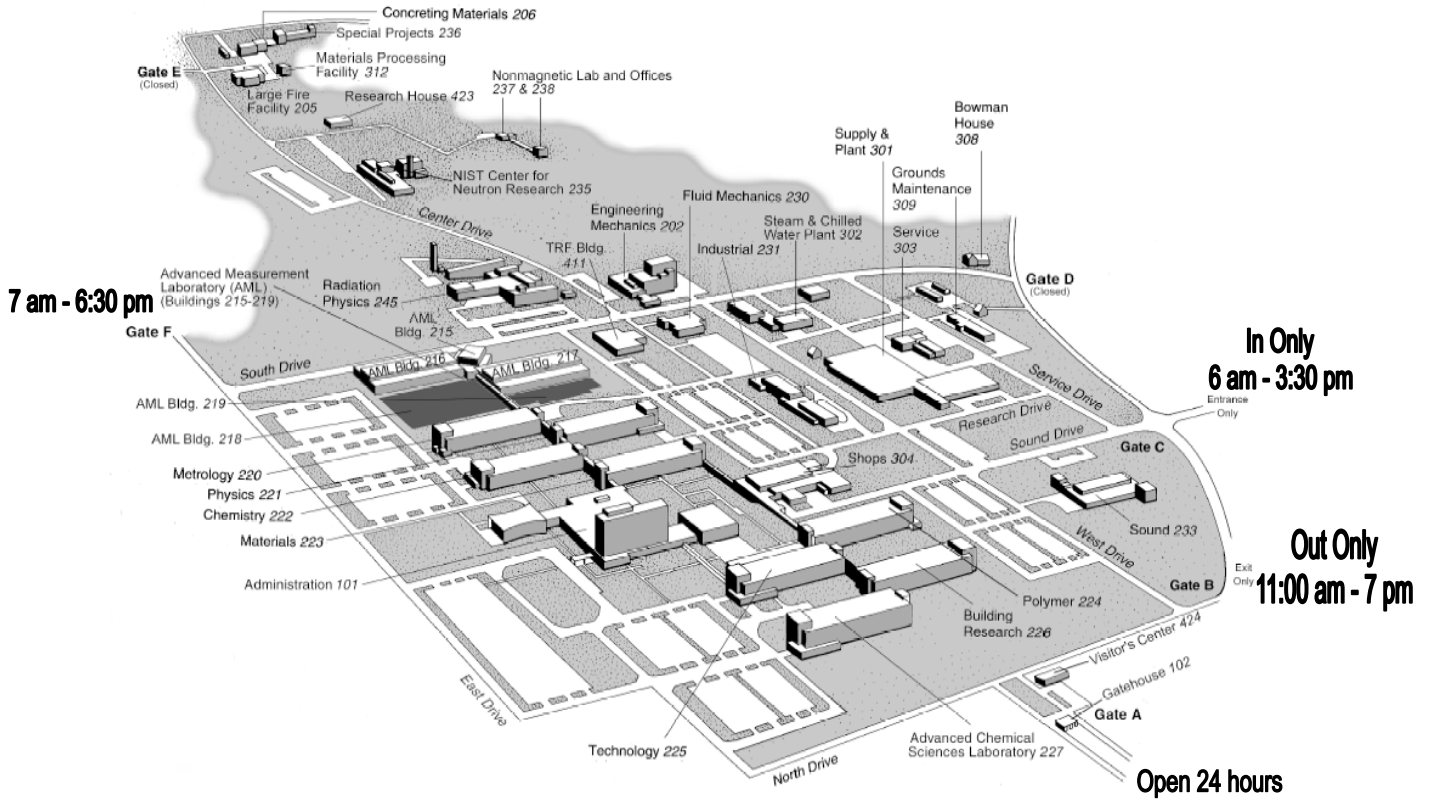 Concreting Materials 206
Special Projects 236
Materials Processing
Facility 312
Gate E
(Closed)
Large Fire
Facility 205
Research House 423
Nonmagnetic Lab and Offices
237 & 238
NIST Center for
Neutron Research 235
Bowman
House
308
Supply &
Plant 301
Grounds
Maintenance
309
Service
303
Fluid Mechanics 230
Engineering
Mechanics 202
Steam & Chilled
Water Plant 302
Industrial 231
TRF Bldg.
411
Center Drive
Gate D
(Closed)
Advanced Measurement
Laboratory (AML)
(Buildings 215-219)
Radiation
Physics 245
7 am - 6:30 pm
Gate F
AML
Bldg. 215
South Drive
AML Bldg. 216
AML Bldg. 217
In Only
6 am - 3:30 pm
Entrance
Only
Service Drive
Research Drive
Sound Drive
Gate C
AML Bldg. 219
AML Bldg. 218
Metrology 220
Physics 221
Chemistry 222
Materials 223
Administration 101
Shops 304
Sound 233
West Drive
Out Only
11:00 am - 7 pm
Exit
Only
Gate B
Polymer 224
Building
Research 226
Visitor's Center 424
Gatehouse 102
Gate A
East Drive
Technology 225
Advanced Chemical
Sciences Laboratory 227
North Drive
Open 24 hours